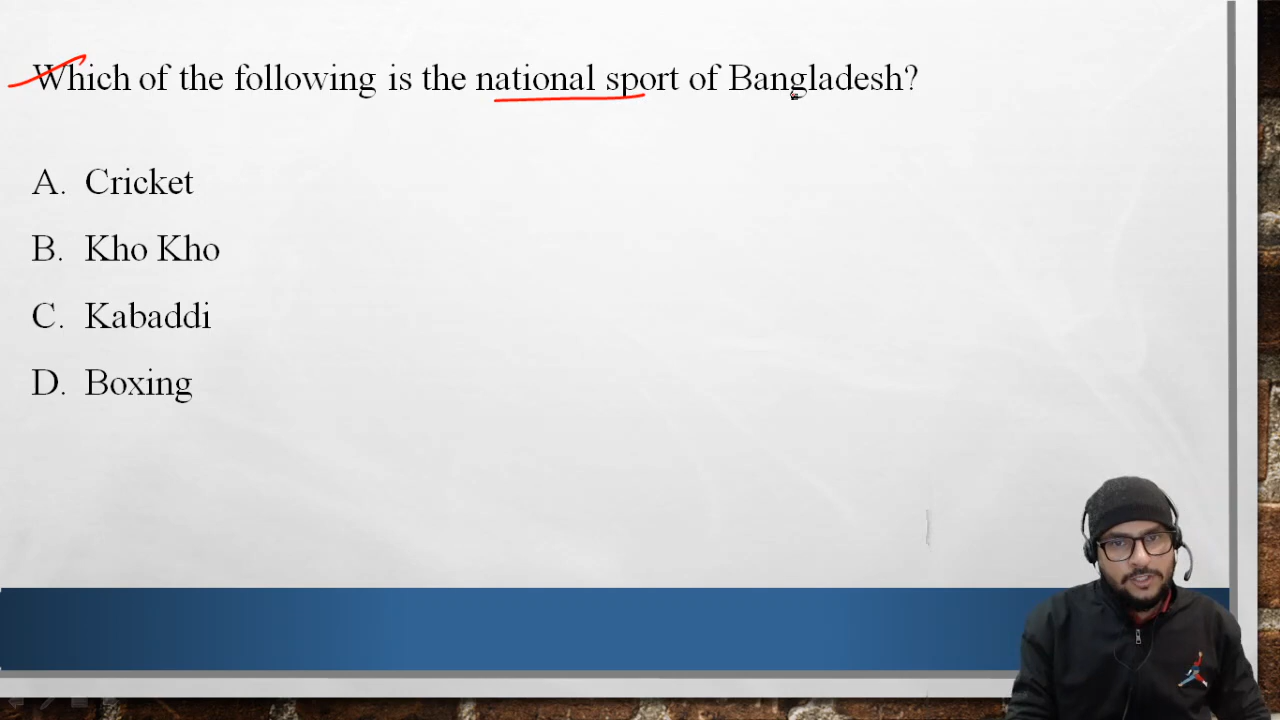 Which of the following is the national sport of Bangladesh?
A. Cricket
B. Kho Kho
C. Kabaddi
D. Boxing